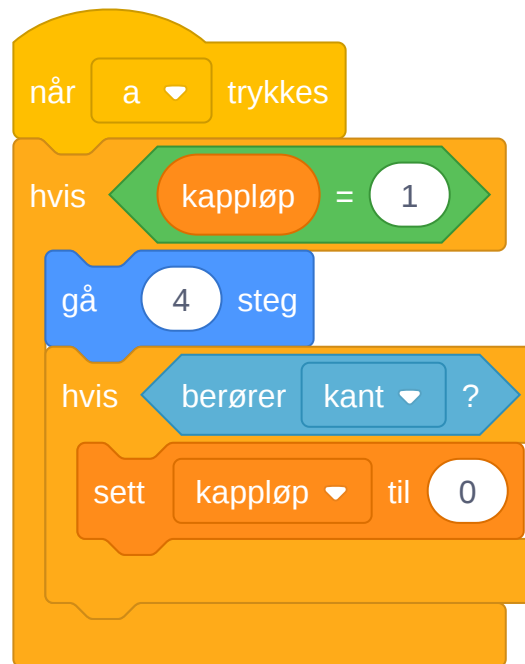 når a trykkes
hvis kappløp = 1
gå 4 steg
hvis berører kant ?
sett kappløp til 0